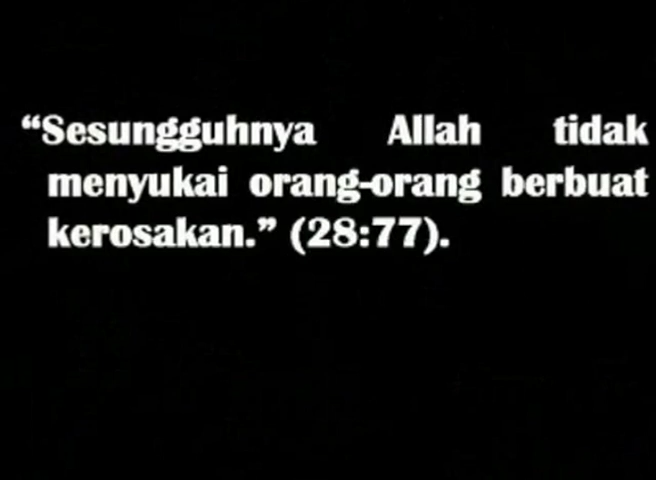 “Sesungguhnya Allah tidak
menyukai orang-orang berbuat
kerosakan.” (28:77).